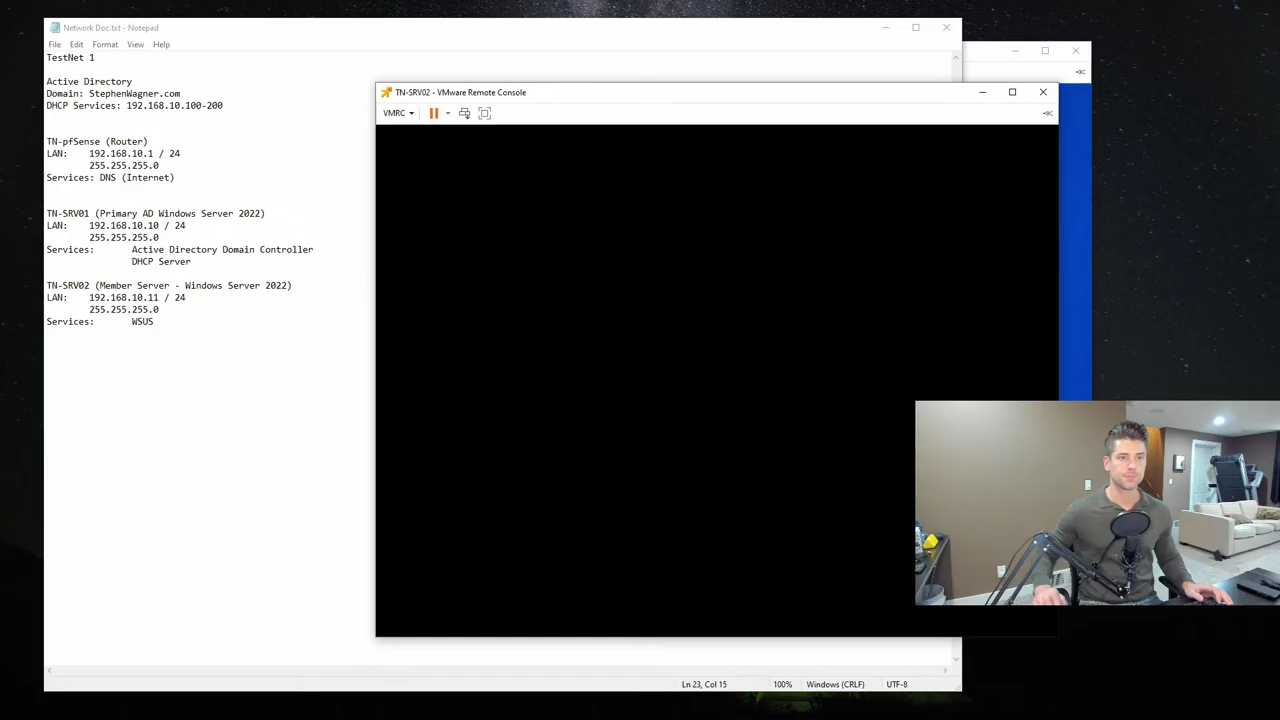 Network Doc.txt - Notepad
File Edit Format View Help
TestNet 1
Active Directory
Domain: StephenWagner.com
DHCP Services: 192.168.10.100-200
TN-pfSense (Router)
LAN: 192.168.10.1 / 24
255.255.255.0
Services: DNS (Internet)
TN-SRV01 (Primary AD Windows Server 2022)
LAN: 192.168.10.10 / 24
255.255.255.0
Services: Active Directory Domain Controller
DHCP Server
TN-SRV02 (Member Server - Windows Server 2022)
LAN: 192.168.10.11 / 24
255.255.255.0
Services: WSUS
TN-SRV02 - VMware Remote Console
VMRC
Ln 23, Col 15 100% Windows (CRLF) UTF-8